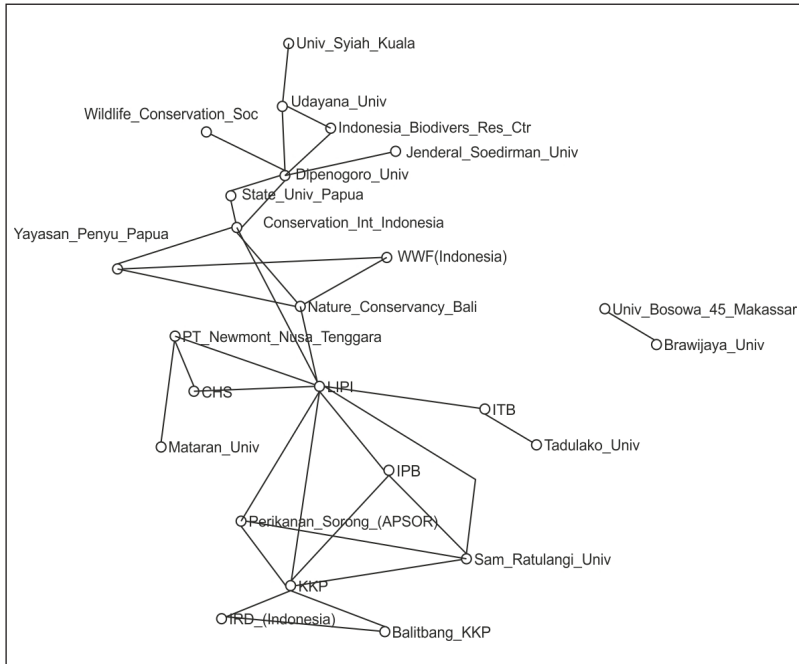 Univ_Syiah_Kuala
Udayana_Univ
Wildlife_Conservation_Soc
Indonesia_Biodivers_Res_Ctr
Jenderal_Soedirman_Univ
Dipenogoro_Univ
State_Univ_Papua
Conservation_Int_Indonesia
Yayasan_Penyu_Papua
WWF(Indonesia)
Nature_Conservancy_Bali
Univ_Bosowa_45_Makassar
PT_Newmont_Nusa_Tenggara
Brawijaya_Univ
LIPI
CHS
ITB
Mataran_Univ
Tadulako_Univ
IPB
Perikanan_Sorong_(APSOR)
Sam_Ratulangi_Univ
KKP
IRD_(Indonesia)
Balitbang_KKP